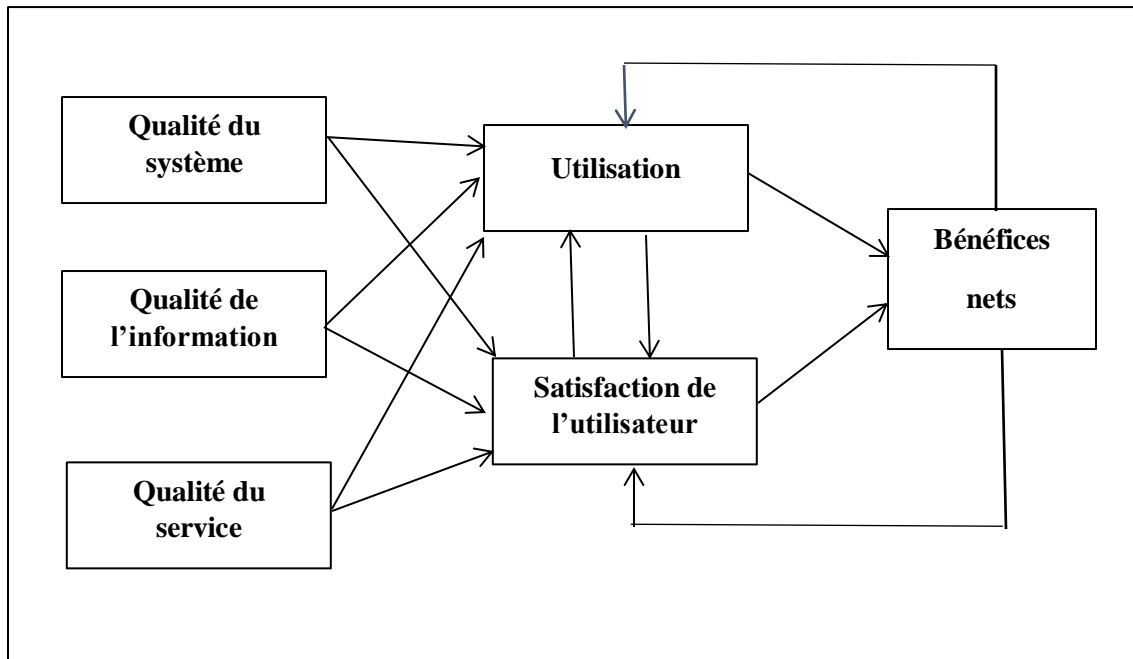 Qualité du
système
Qualité de
l’information
Qualité du
service
Utilisation
Satisfaction de
l’utilisateur
Bénéfices
nets